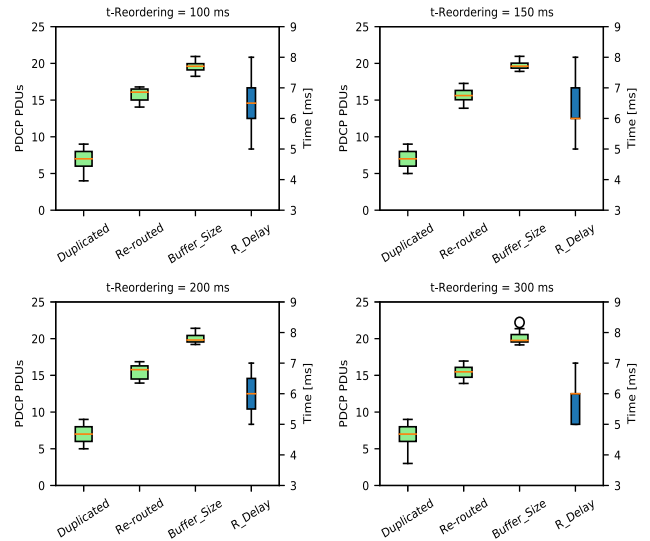 t-Reordering = 100 ms
25
20
15
10
5
0
PDCP PDUs
9
8
7
6
5
4
3
Time [ms]
Duplicated
Re-routed
Buffer_Size
R_Delay
t-Reordering = 150 ms
25
20
15
10
5
0
PDCP PDUs
9
8
7
6
5
4
3
Time [ms]
Duplicated
Re-routed
Buffer_Size
R_Delay
t-Reordering = 200 ms
25
20
15
10
5
0
PDCP PDUs
9
8
7
6
5
4
3
Time [ms]
Duplicated
Re-routed
Buffer_Size
R_Delay
t-Reordering = 300 ms
25
20
15
10
5
0
PDCP PDUs
9
8
7
6
5
4
3
Time [ms]
Duplicated
Re-routed
Buffer_Size
R_Delay